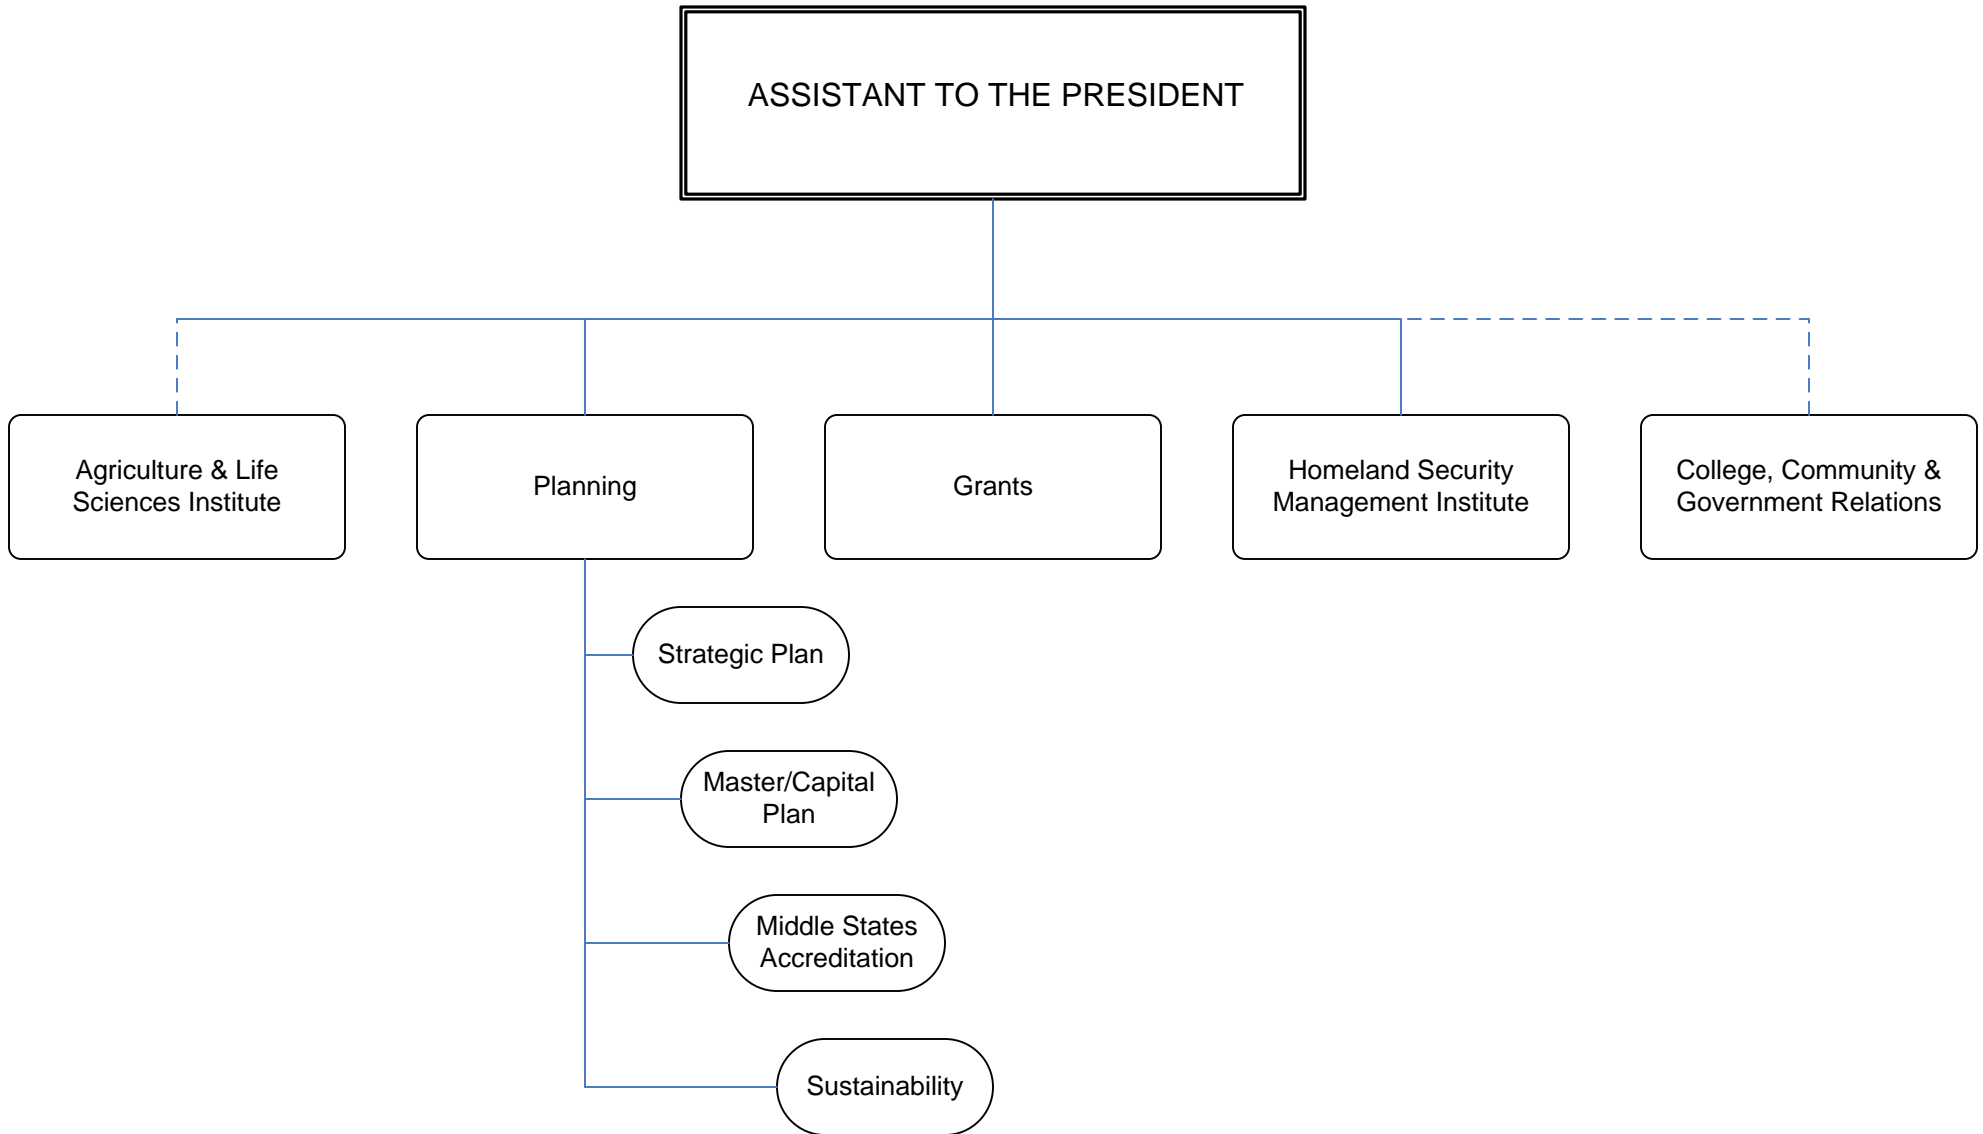 ASSISTANT TO THE PRESIDENT
Agriculture & Life
Sciences Institute
Planning
Grants
Homeland Security
Management Institute
College, Community &
Government Relations
Strategic Plan
Master/Capital
Plan
Middle States
Accreditation
Sustainability